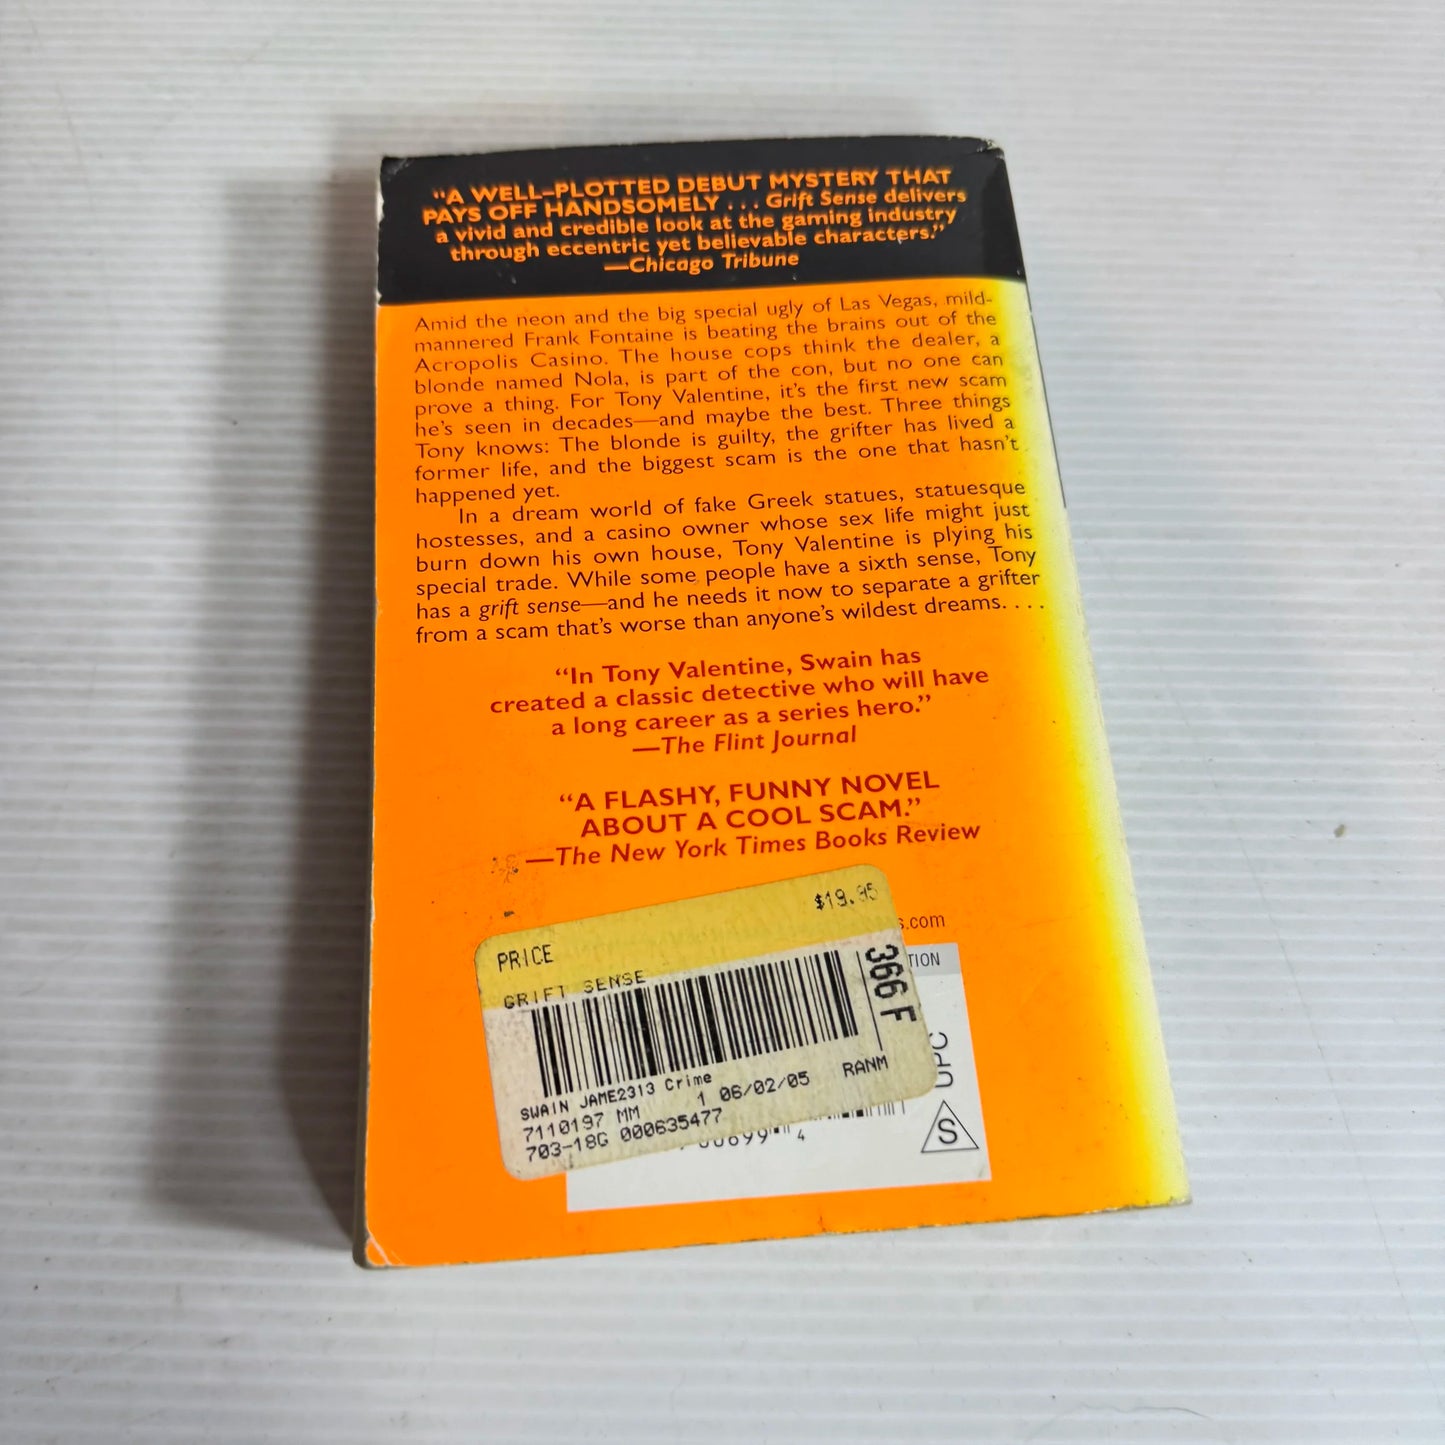 “A WELL–PLOTTED DEBUT MYSTERY THAT
PAYS OFF HANDSOMELY . . . Grift Sense delivers
a vivid and credible look at the gaming industry
through eccentric yet believable characters.”
—Chicago Tribune
Amid the neon and the big special ugly of Las Vegas, mild-
mannered Frank Fontaine is beating the brains out of the
Acropolis Casino. The house cops think the dealer, a
blonde named Nola, is part of the con, but no one can
prove a thing. For Tony Valentine, it’s the first new scam
he’s seen in decades—and maybe the best. Three things
Tony knows: The blonde is guilty, the grifter has lived a
former life, and the biggest scam is the one that hasn’t
happened yet.
In a dream world of fake Greek statues, statuesque
hostesses, and a casino owner whose sex life might just
burn down his own house, Tony Valentine is plying his
special trade. While some people have a sixth sense, Tony
has a grift sense—and he needs it now to separate a grifter
from a scam that’s worse than anyone’s wildest dreams. . . .
“In Tony Valentine, Swain has
created a classic detective who will have
a long career as a series hero.”
—The Flint Journal
“A FLASHY, FUNNY NOVEL
ABOUT A COOL SCAM.”
—The New York Times Books Review
s.com
TION
PRICE $19.95
GRIFT SENSE
366 F
SWAIN JAME2313 Crime
7110197 MM 1 06/02/05 RANM
703-18G 000635477
00699 4
UPC
S